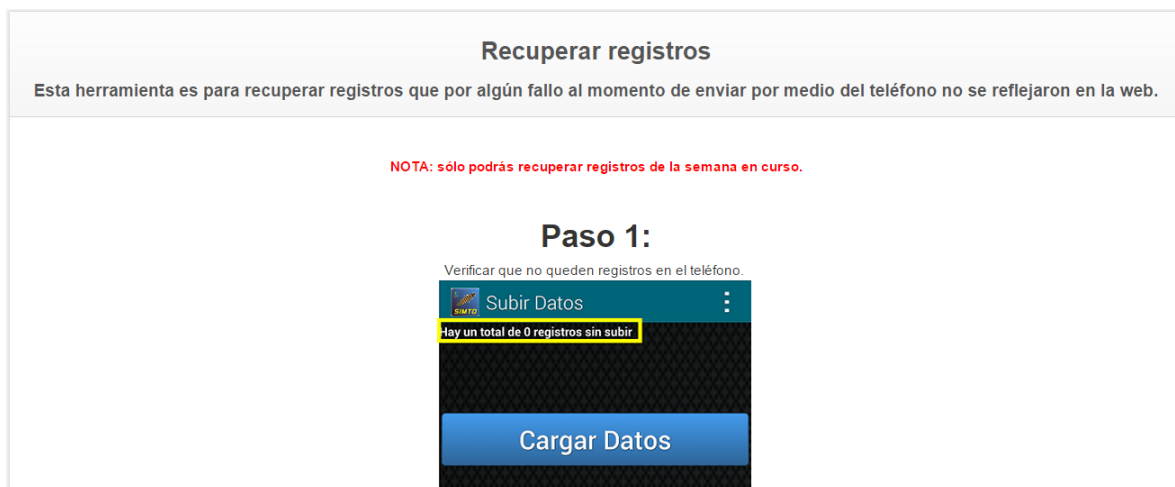 Recuperar registros
Esta herramienta es para recuperar registros que por algún fallo al momento de enviar por medio del teléfono no se reflejaron en la web.
NOTA: sólo podrás recuperar registros de la semana en curso.
Paso 1:
Verificar que no queden registros en el teléfono.
SIMTO Subir Datos
Hay un total de 0 registros sin subir
Cargar Datos